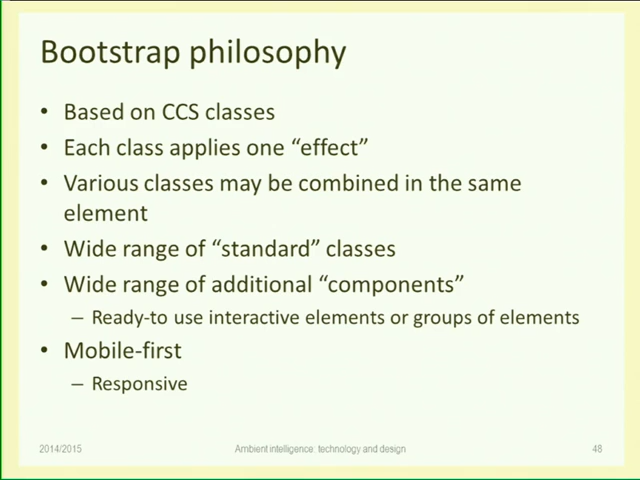 Bootstrap philosophy
• Based on CCS classes
• Each class applies one “effect”
• Various classes may be combined in the same
element
• Wide range of “standard” classes
• Wide range of additional “components”
– Ready-to use interactive elements or groups of elements
• Mobile-first
– Responsive
2014/2015 Ambient intelligence: technology and design 48